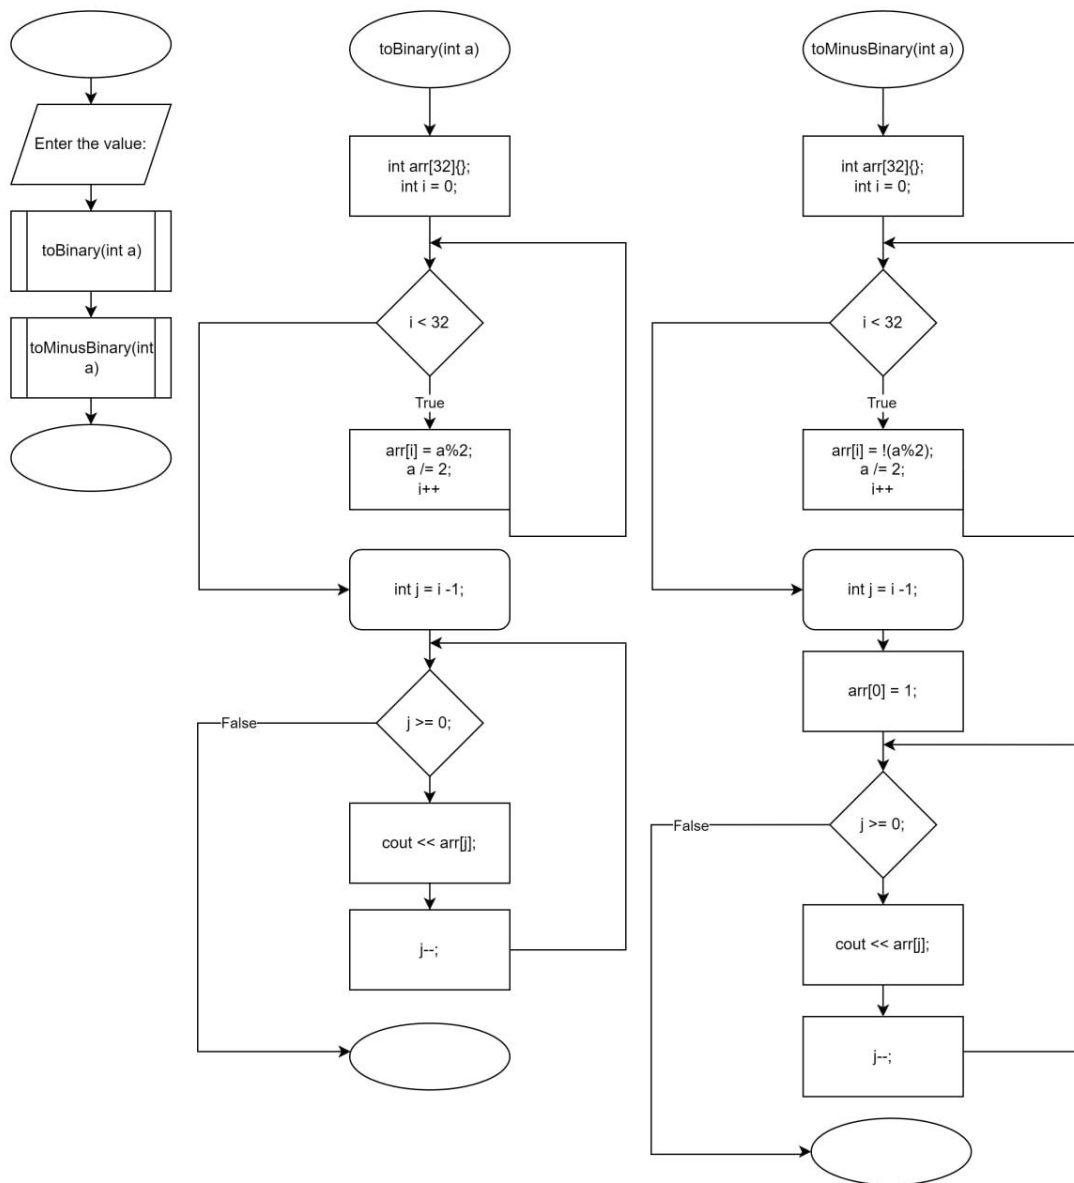 Enter the value:
toBinary(int a)
toMinusBinary(int
a)
toBinary(int a)
int arr[32]{};
int i = 0;
i < 32
True
arr[i] = a%2;
a /= 2;
i++
int j = i -1;
j >= 0;
False
cout << arr[j];
j--;
toMinusBinary(int a)
int arr[32]{};
int i = 0;
i < 32
True
arr[i] = !(a%2);
a /= 2;
i++
int j = i -1;
arr[0] = 1;
j >= 0;
False
cout << arr[j];
j--;